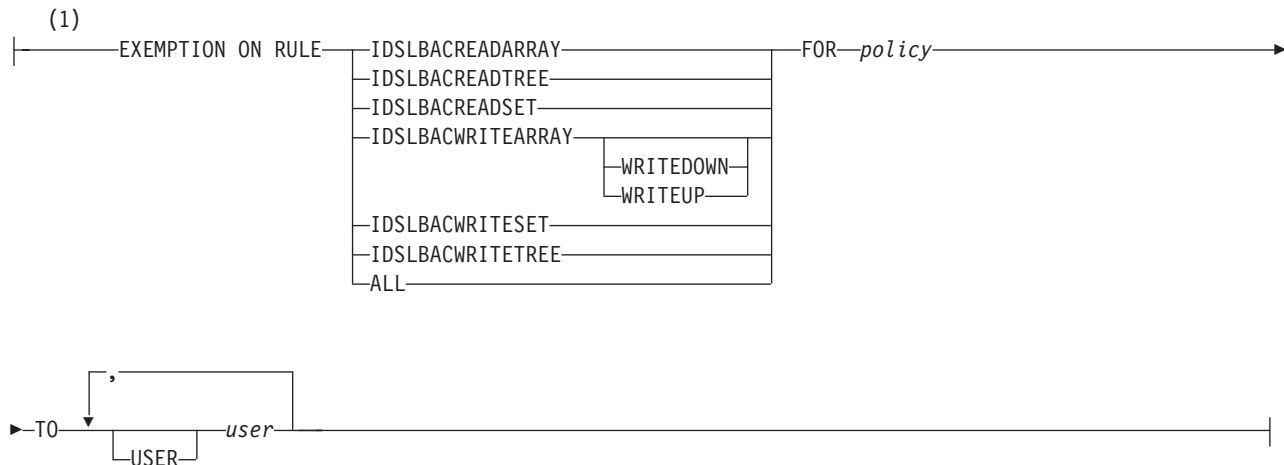 (1)
EXEMPTION ON RULE IDSLBACREADARRAY FOR policy
IDSLBACREADTREE
IDSLBACREADSET
IDSLBACWRITEARRAY
WRITEDOWN
WRITEUP
IDSLBACWRITESET
IDSLBACWRITETREE
ALL
,
TO user
USER